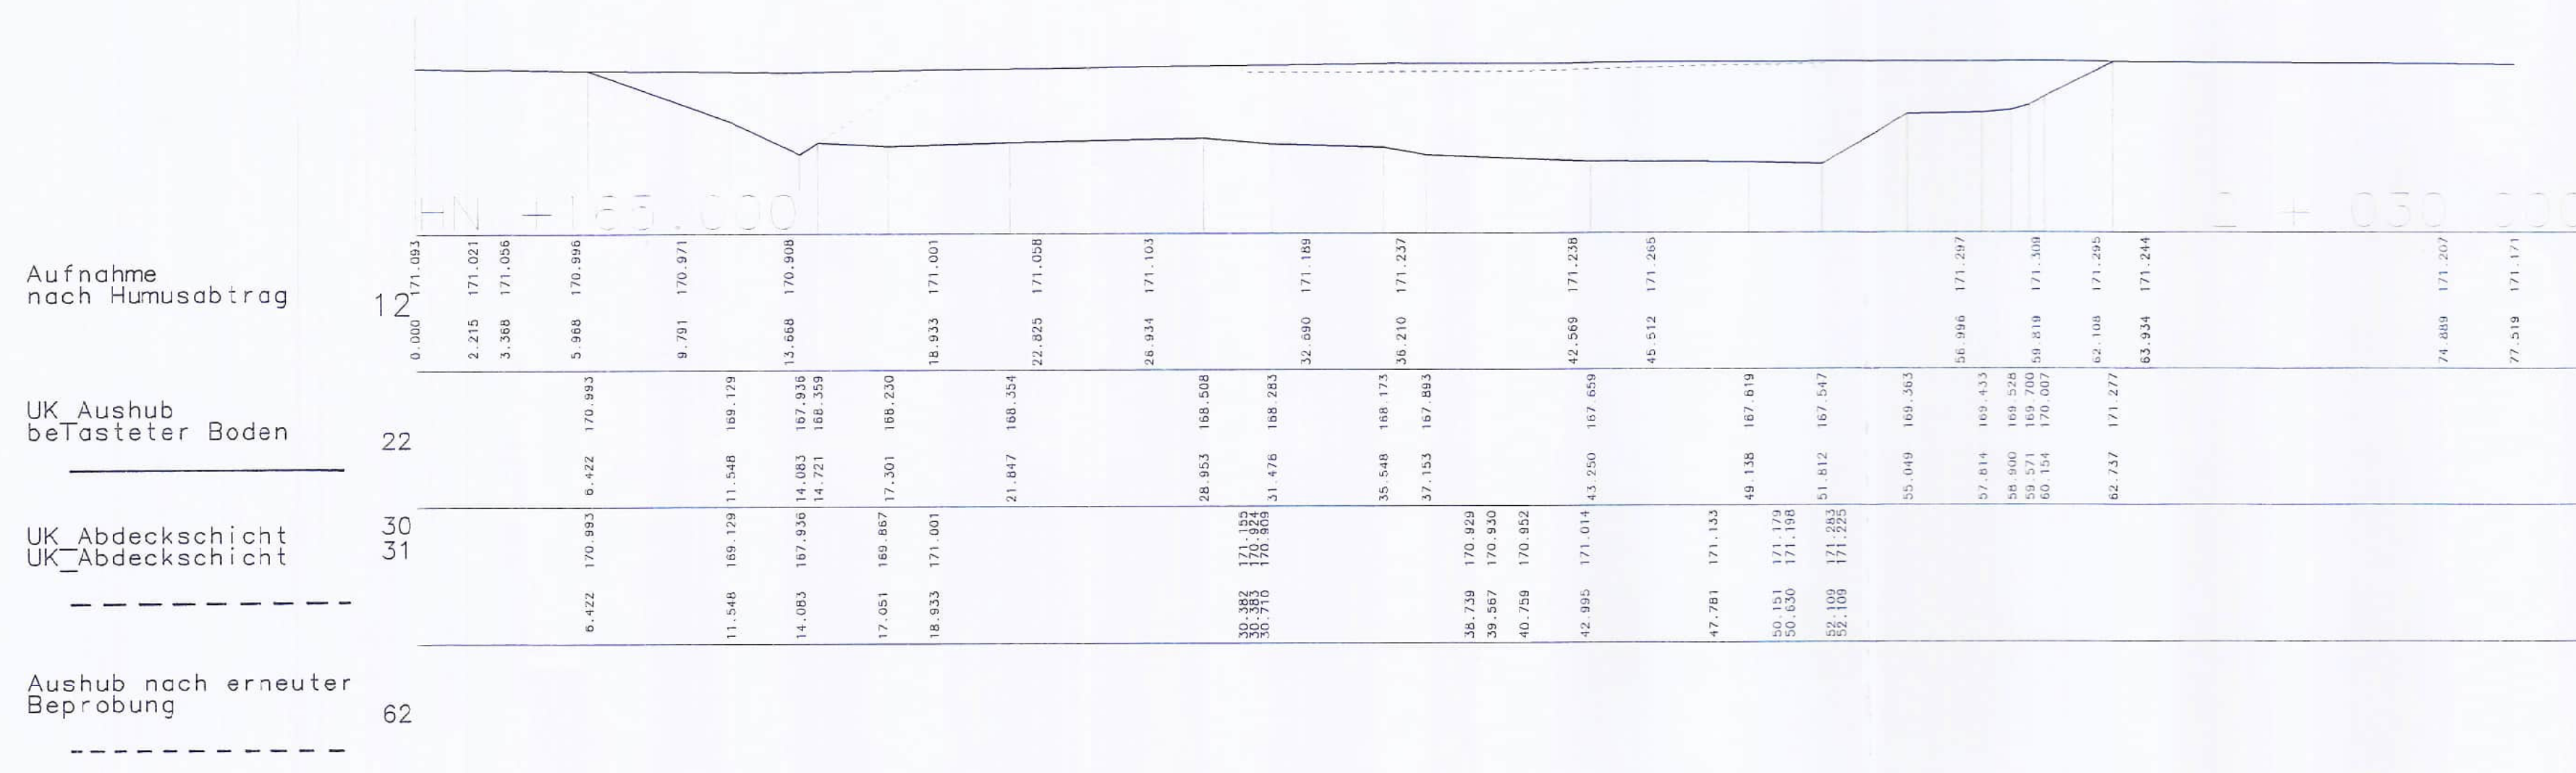 HN +165.000
Aufnahme
nach Humusabtrag
12
171.093 171.021 171.056 170.996 170.971 170.908 171.001 171.058 171.103 171.189 171.237 171.238 171.265 171.297 171.309 171.295 171.244 171.207 171.171
0.000 2.215 3.368 5.968 9.791 13.668 18.933 22.825 26.934 32.690 36.210 42.569 45.512 56.996 59.819 62.108 63.934 74.889 77.519
UK_Aushub
beTasteter Boden
22
170.993 169.129 167.936 168.359 168.230 168.354 168.508 168.283 168.173 167.893 167.659 167.619 167.547 169.363 169.433 169.528 169.700 170.007 171.277
6.422 11.548 14.083 14.721 17.301 21.847 28.953 31.476 35.548 37.153 43.250 49.138 51.812 55.049 57.814 58.900 59.571 60.154 62.737
UK_Abdeckschicht 30
UK_Abdeckschicht 31
170.993 169.129 167.936 169.867 171.001 171.155 170.924 170.909 170.929 170.930 170.952 171.014 171.133 171.179 171.198 171.283 171.225
6.422 11.548 14.083 17.051 18.933 30.382 30.383 30.710 38.739 39.567 40.759 42.995 47.781 50.151 50.630 52.109 52.109
Aushub nach erneuter
Beprobung
62